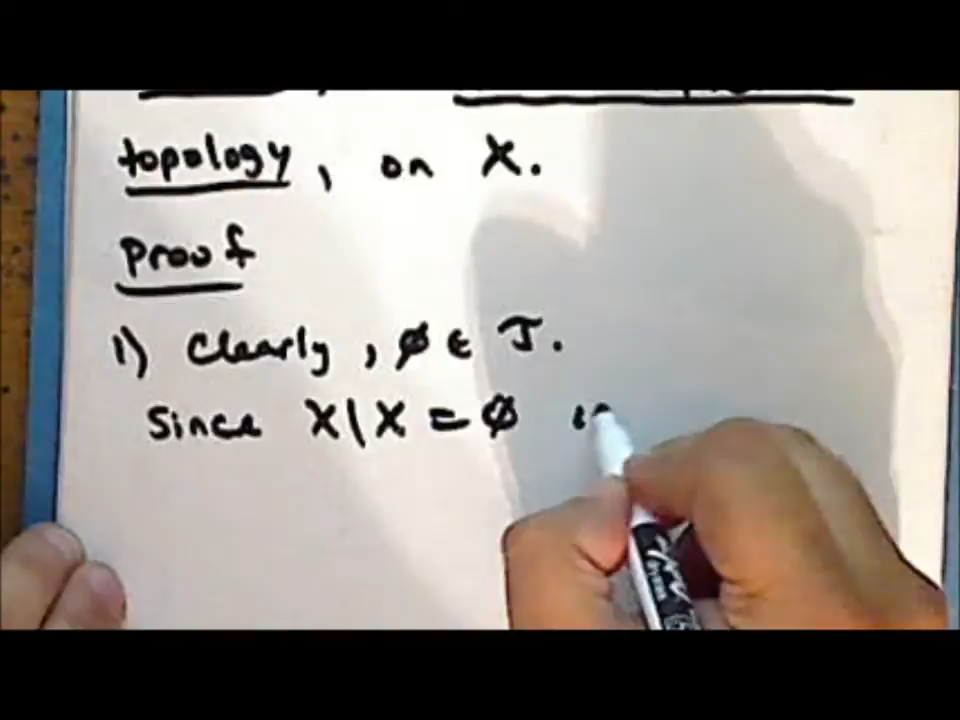 topology, on X.
Proof
1) Clearly, ∅ ∈ J.
Since X\X = ∅